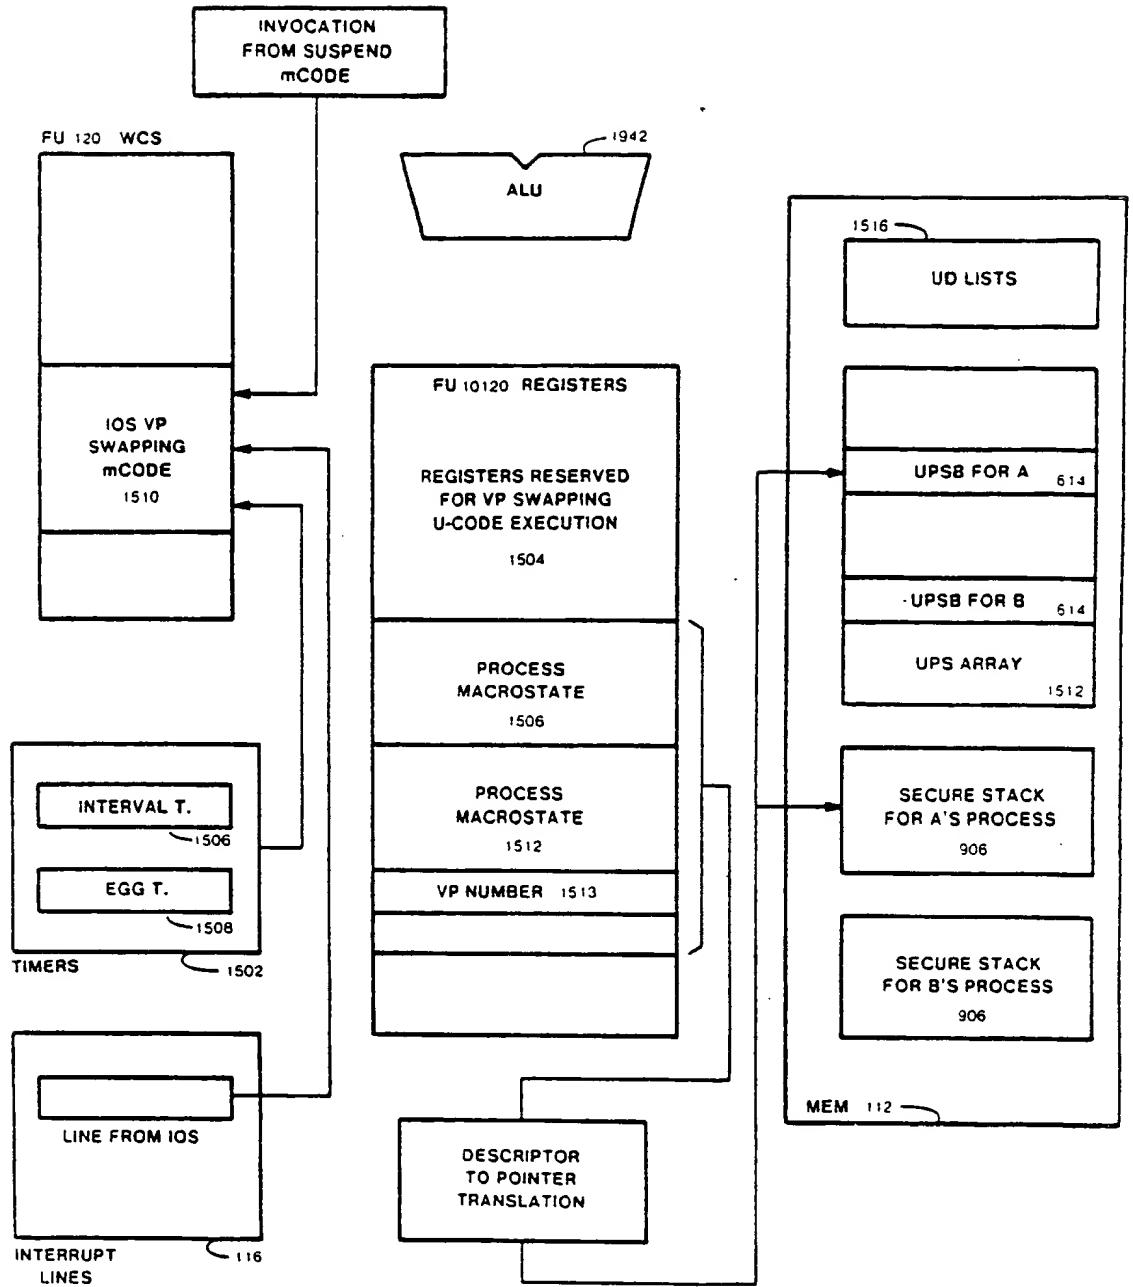 INVOCATION
FROM SUSPEND
mCODE
FU 120 WCS
1942
ALU
1516
UD LISTS
FU 10120 REGISTERS
IOS VP
SWAPPING
mCODE
1510
REGISTERS RESERVED
FOR VP SWAPPING
U-CODE EXECUTION
1504
UPSB FOR A
614
UPSB FOR B
614
UPS ARRAY
1512
PROCESS
MACROSTATE
1506
PROCESS
MACROSTATE
1512
VP NUMBER 1513
INTERVAL T.
1506
EGG T.
1508
TIMERS
1502
SECURE STACK
FOR A'S PROCESS
906
SECURE STACK
FOR B'S PROCESS
906
MEM 112
LINE FROM IOS
INTERRUPT
LINES
116
DESCRIPTOR
TO POINTER
TRANSLATION